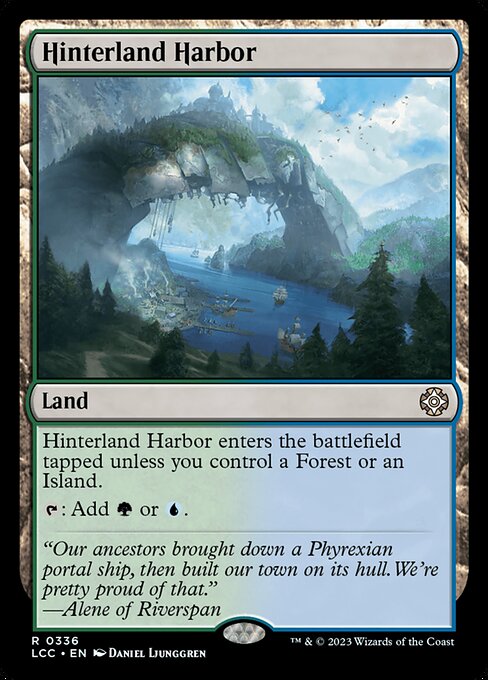 Hinterland Harbor
Land
Hinterland Harbor enters the battlefield
tapped unless you control a Forest or an
Island.
: Add or .
“Our ancestors brought down a Phyrexian
portal ship, then built our town on its hull. We’re
pretty proud of that.”
—Alene of Riverspan
R 0336
LCC • EN Daniel Ljunggren
™ & © 2023 Wizards of the Coast